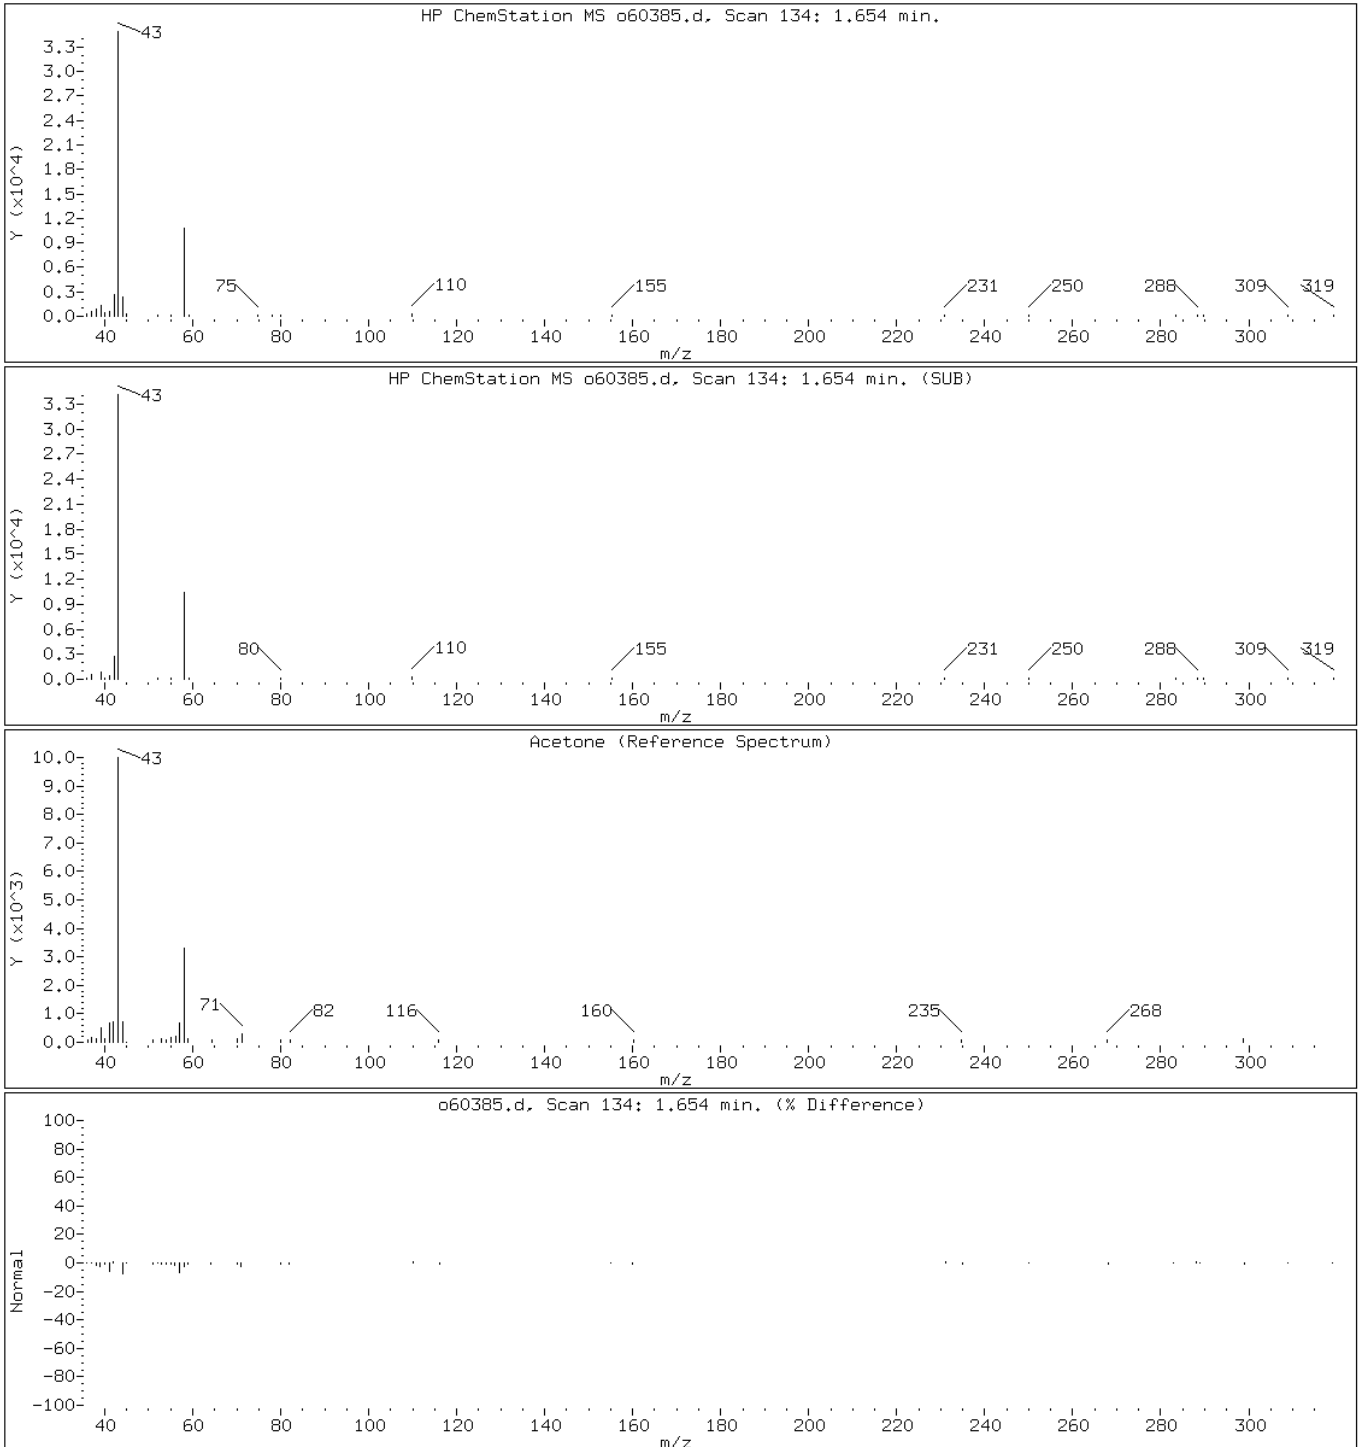 HP ChemStation MS o60385.d, Scan 134: 1.654 min.
43
3.3
3.0
2.7
2.4
2.1
1.8
1.5
1.2
0.9
0.6
0.3
0.0
Y (x10^4)
75 110 155 231 250 288 309 319
40 60 80 100 120 140 160 180 200 220 240 260 280 300
m/z
HP ChemStation MS o60385.d, Scan 134: 1.654 min. (SUB)
43
3.3
3.0
2.7
2.4
2.1
1.8
1.5
1.2
0.9
0.6
0.3
0.0
Y (x10^4)
80 110 155 231 250 288 309 319
40 60 80 100 120 140 160 180 200 220 240 260 280 300
m/z
Acetone (Reference Spectrum)
43
10.0
9.0
8.0
7.0
6.0
5.0
4.0
3.0
2.0
1.0
0.0
Y (x10^3)
71 82 116 160 235 268
40 60 80 100 120 140 160 180 200 220 240 260 280 300
m/z
o60385.d, Scan 134: 1.654 min. (% Difference)
100
80
60
40
20
0
-20
-40
-60
-80
-100
Normal
40 60 80 100 120 140 160 180 200 220 240 260 280 300
m/z